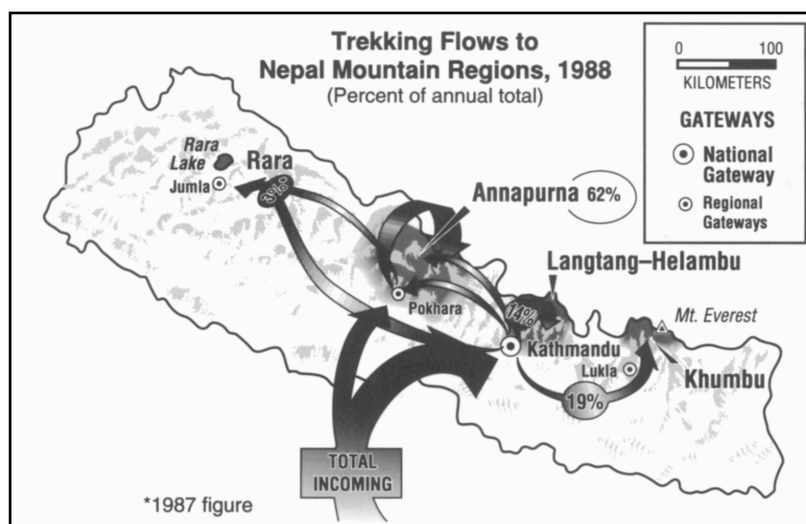 Trekking Flows to
Nepal Mountain Regions, 1988
(Percent of annual total)
0 100
KILOMETERS
GATEWAYS
National
Gateway
Regional
Gateways
Rara
Lake
Rara
Jumla
3%*
Annapurna 62%
Langtang–Helambu
Pokhara
14%
Mt. Everest
Kathmandu
Lukla
Khumbu
19%
TOTAL
INCOMING
*1987 figure